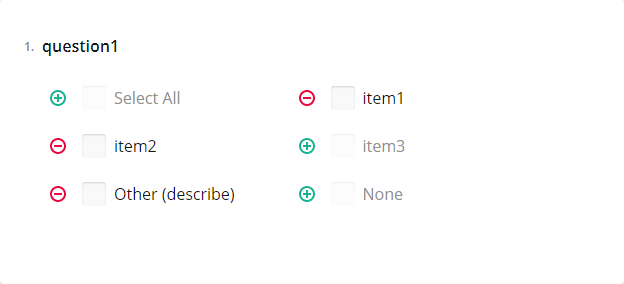 1. question1
Select All
item1
item2
item3
Other (describe)
None